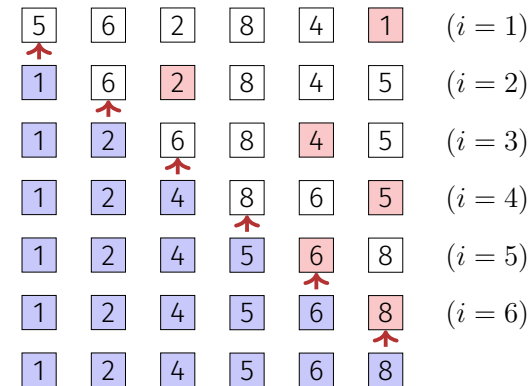 5 6 2 8 4 1 (i = 1)
1 6 2 8 4 5 (i = 2)
1 2 6 8 4 5 (i = 3)
1 2 4 8 6 5 (i = 4)
1 2 4 5 6 8 (i = 5)
1 2 4 5 6 8 (i = 6)
1 2 4 5 6 8